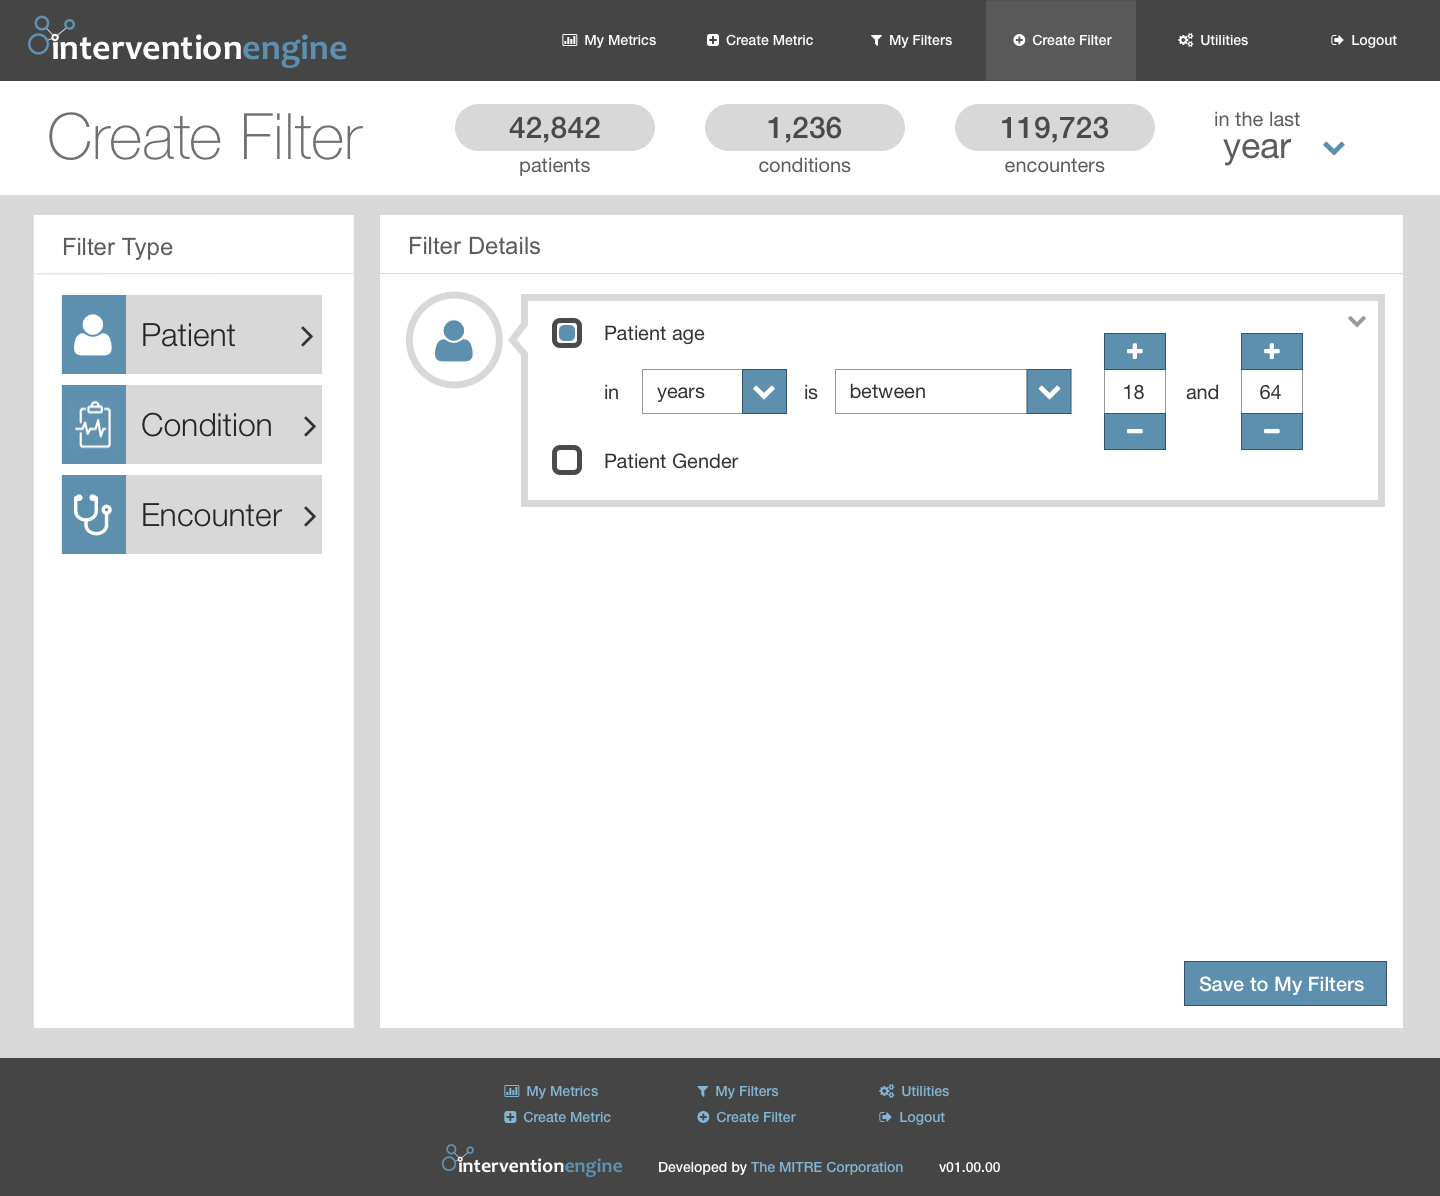 interventionengine
My Metrics
Create Metric
My Filters
Create Filter
Utilities
Logout
Create Filter
42,842
patients
1,236
conditions
119,723
encounters
in the last
year
Filter Type
Patient
Condition
Encounter
Filter Details
Patient age
in years is between 18 and 64
Patient Gender
Save to My Filters
My Metrics
My Filters
Utilities
Create Metric
Create Filter
Logout
interventionengine
Developed by The MITRE Corporation
v01.00.00